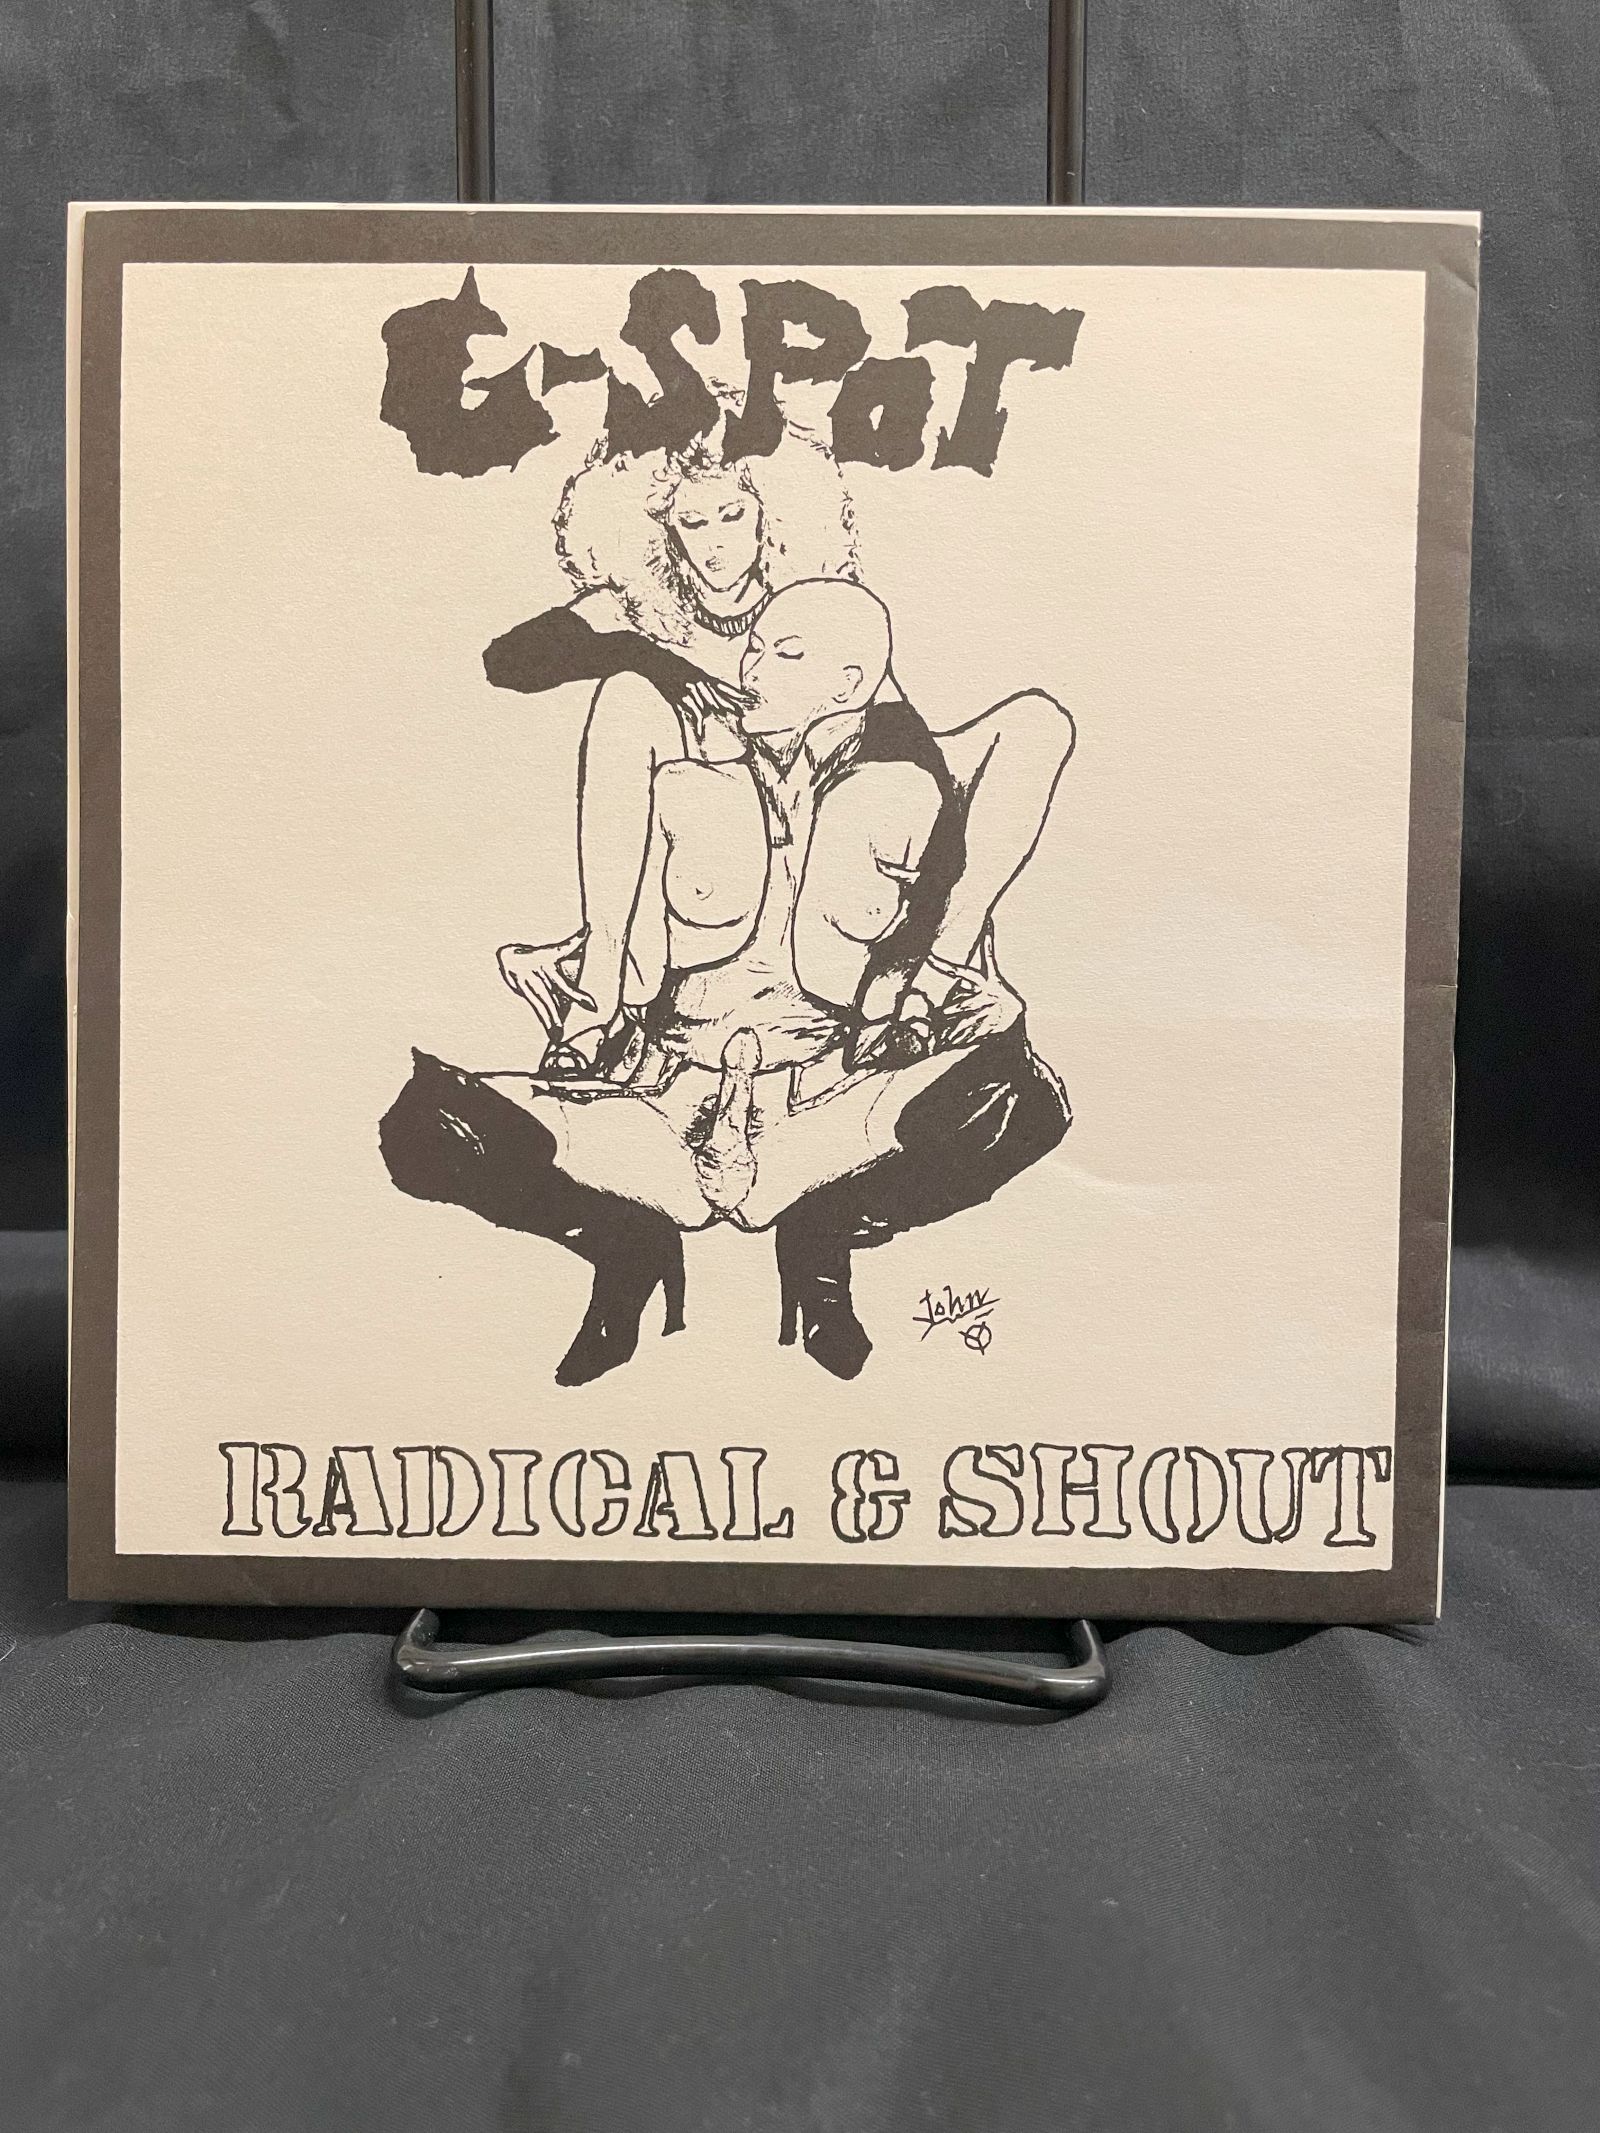 G-SPOT
John
RADICAL & SHOUT